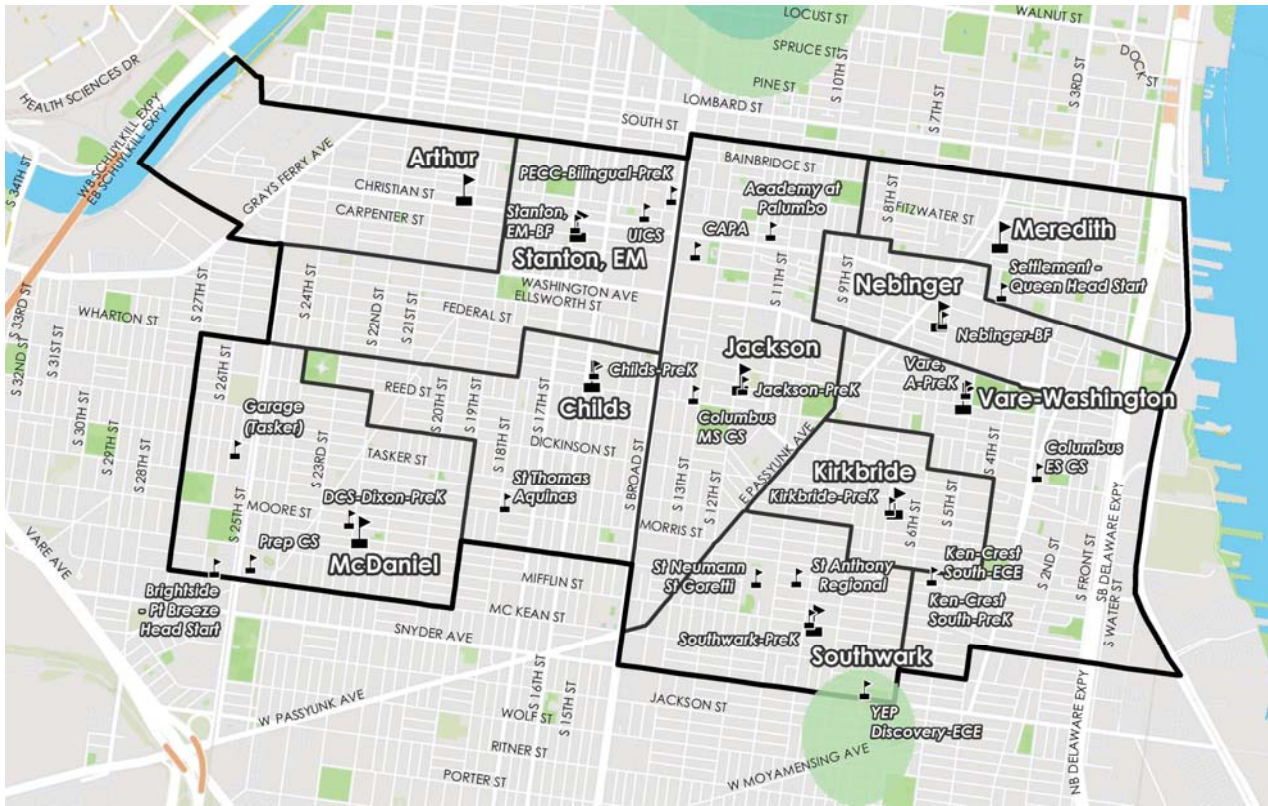 LOCUST ST
WALNUT ST
SPRUCE ST
S 10TH ST
DOCK ST
HEALTH SCIENCES DR
PINE ST
S 3RD ST
LOMBARD ST
S 7TH ST
WB SCHUYLKILL EXPY
EB SCHUYLKILL EXPY
SOUTH ST
S 34TH ST
GRAYS FERRY AVE
Arthur
PECC-Bilingual-PreK
BAINBRIDGE ST
Academy at
Palumbo
S 8TH ST
FITZWATER ST
CHRISTIAN ST
CARPENTER ST
Stanton,
EM-BF
UICS
CAPA
Meredith
Stanton, EM
Settlement -
Queen Head Start
S 27TH ST
S 24TH ST
WASHINGTON AVE
ELLSWORTH ST
S 11TH ST
S 9TH ST
Nebinger
Nebinger-BF
S 33RD ST
WHARTON ST
S 22ND ST
S 21ST ST
FEDERAL ST
S 32ND ST
S 31ST ST
S 26TH ST
REED ST
S 20TH ST
S 19TH ST
S 17TH ST
Childs-PreK
Childs
Jackson
Jackson-PreK
Vare,
A-PreK
Vare-Washington
S 30TH ST
S 29TH ST
S 28TH ST
Garage
(Tasker)
S 23RD ST
TASKER ST
S 18TH ST
DICKINSON ST
Columbus
MS CS
E PASSYUNK AVE
S 4TH ST
Columbus
ES CS
Kirkbride
Kirkbride-PreK
St Thomas
Aquinas
S BROAD ST
S 13TH ST
S 12TH ST
DCS-Dixon-PreK
MOORE ST
S 25TH ST
MORRIS ST
S 6TH ST
S 5TH ST
Prep CS
McDaniel
VARE AVE
S 2ND ST
S FRONT ST
SB DELAWARE EXPY
S WATER ST
Brightside
- Pt Breeze
Head Start
MIFFLIN ST
MC KEAN ST
St Neumann
St Goretti
St Anthony
Regional
Ken-Crest
South-ECE
Ken-Crest
South-PreK
SNYDER AVE
Southwark-PreK
Southwark
W PASSYUNK AVE
S 16TH ST
S 15TH ST
WOLF ST
JACKSON ST
YEP
Discovery-ECE
RITNER ST
PORTER ST
W MOYAMENSING AVE
NB DELAWARE EXPY